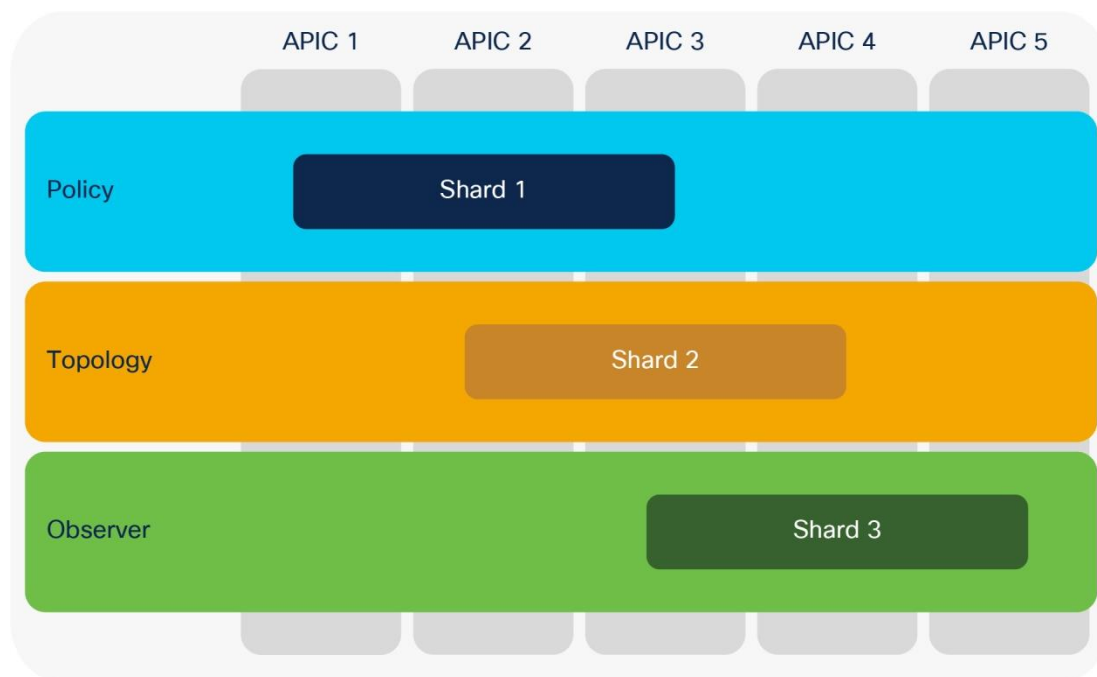 APIC 1 APIC 2 APIC 3 APIC 4 APIC 5
Policy Shard 1
Topology Shard 2
Observer Shard 3